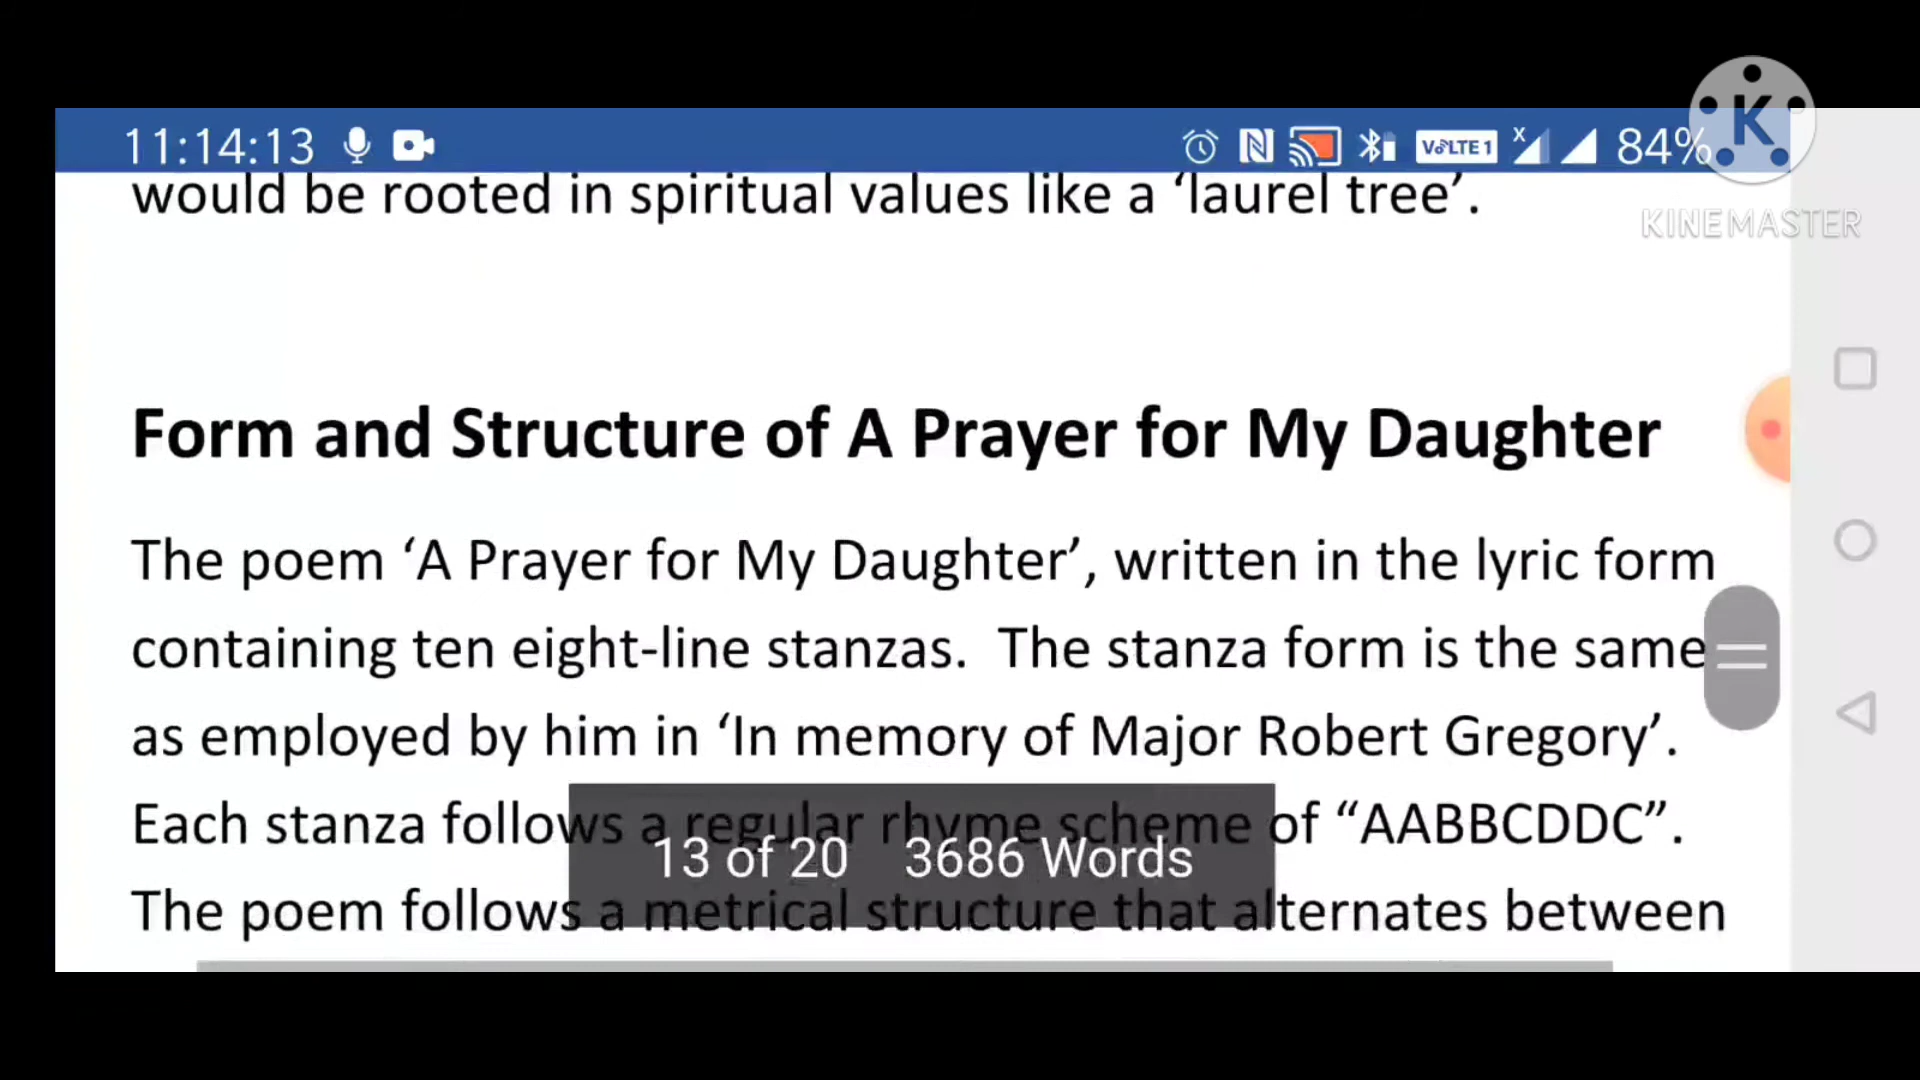 11:14:13 VoLTE 1 x 84%
K
KINEMASTER
would be rooted in spiritual values like a ‘laurel tree’.
Form and Structure of A Prayer for My Daughter
The poem ‘A Prayer for My Daughter’, written in the lyric form
containing ten eight-line stanzas. The stanza form is the same
as employed by him in ‘In memory of Major Robert Gregory’.
Each stanza follows a regular rhyme scheme of “AABBCDDC”.
13 of 20 3686 Words
The poem follows a metrical structure that alternates between